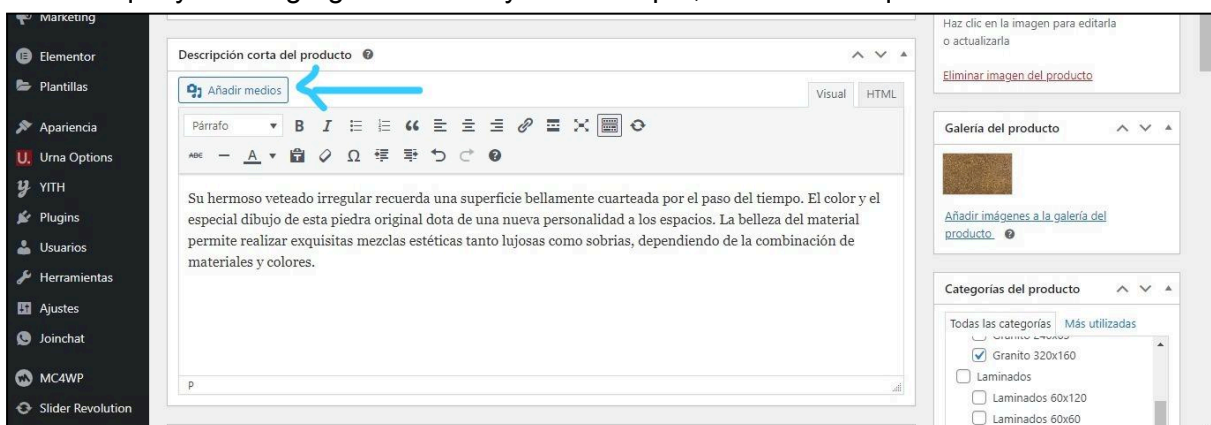 Marketing
Elementor
Plantillas
Apariencia
Urna Options
YITH
Plugins
Usuarios
Herramientas
Ajustes
Joinchat
MC4WP
Slider Revolution
Descripción corta del producto
Añadir medios
Visual HTML
Párrafo
Su hermoso veteado irregular recuerda una superficie bellamente cuarteada por el paso del tiempo. El color y el
especial dibujo de esta piedra original dota de una nueva personalidad a los espacios. La belleza del material
permite realizar exquisitas mezclas estéticas tanto lujosas como sobrias, dependiendo de la combinación de
materiales y colores.
P
Haz clic en la imagen para editarla
o actualizarla
Eliminar imagen del producto
Galería del producto
Añadir imágenes a la galería del
producto
Categorías del producto
Todas las categorías Más utilizadas
Granito 320x160
Laminados
Laminados 60x120
Laminados 60x60